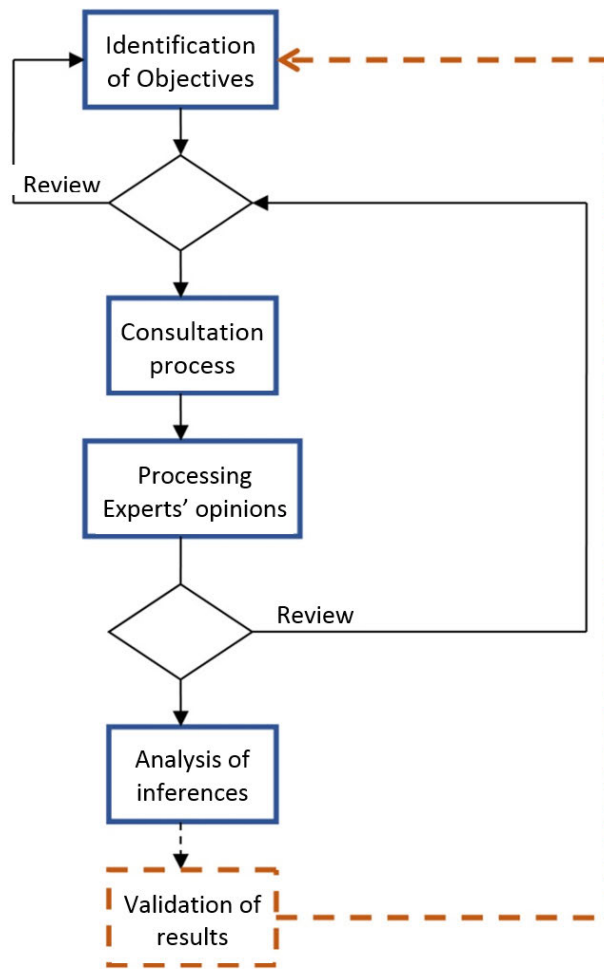 Identification
of Objectives
Review
Consultation
process
Processing
Experts’ opinions
Review
Analysis of
inferences
Validation of
results